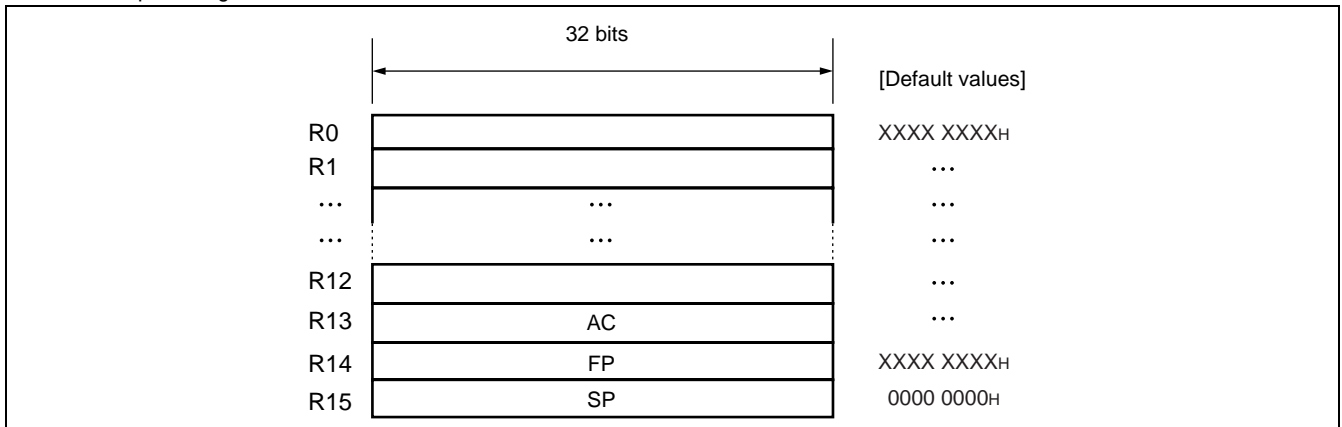 32 bits
[Default values]
R0 XXXX XXXXH
R1 ...
... ... ...
... ... ...
R12 ...
R13 AC ...
R14 FP XXXX XXXXH
R15 SP 0000 0000H